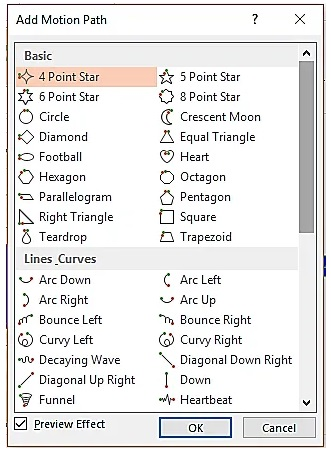 Add Motion Path ?
Basic
4 Point Star 5 Point Star
6 Point Star 8 Point Star
Circle Crescent Moon
Diamond Equal Triangle
Football Heart
Hexagon Octagon
Parallelogram Pentagon
Right Triangle Square
Teardrop Trapezoid
Lines_Curves
Arc Down Arc Left
Arc Right Arc Up
Bounce Left Bounce Right
Curvy Left Curvy Right
Decaying Wave Diagonal Down Right
Diagonal Up Right Down
Funnel Heartbeat
Preview Effect OK Cancel